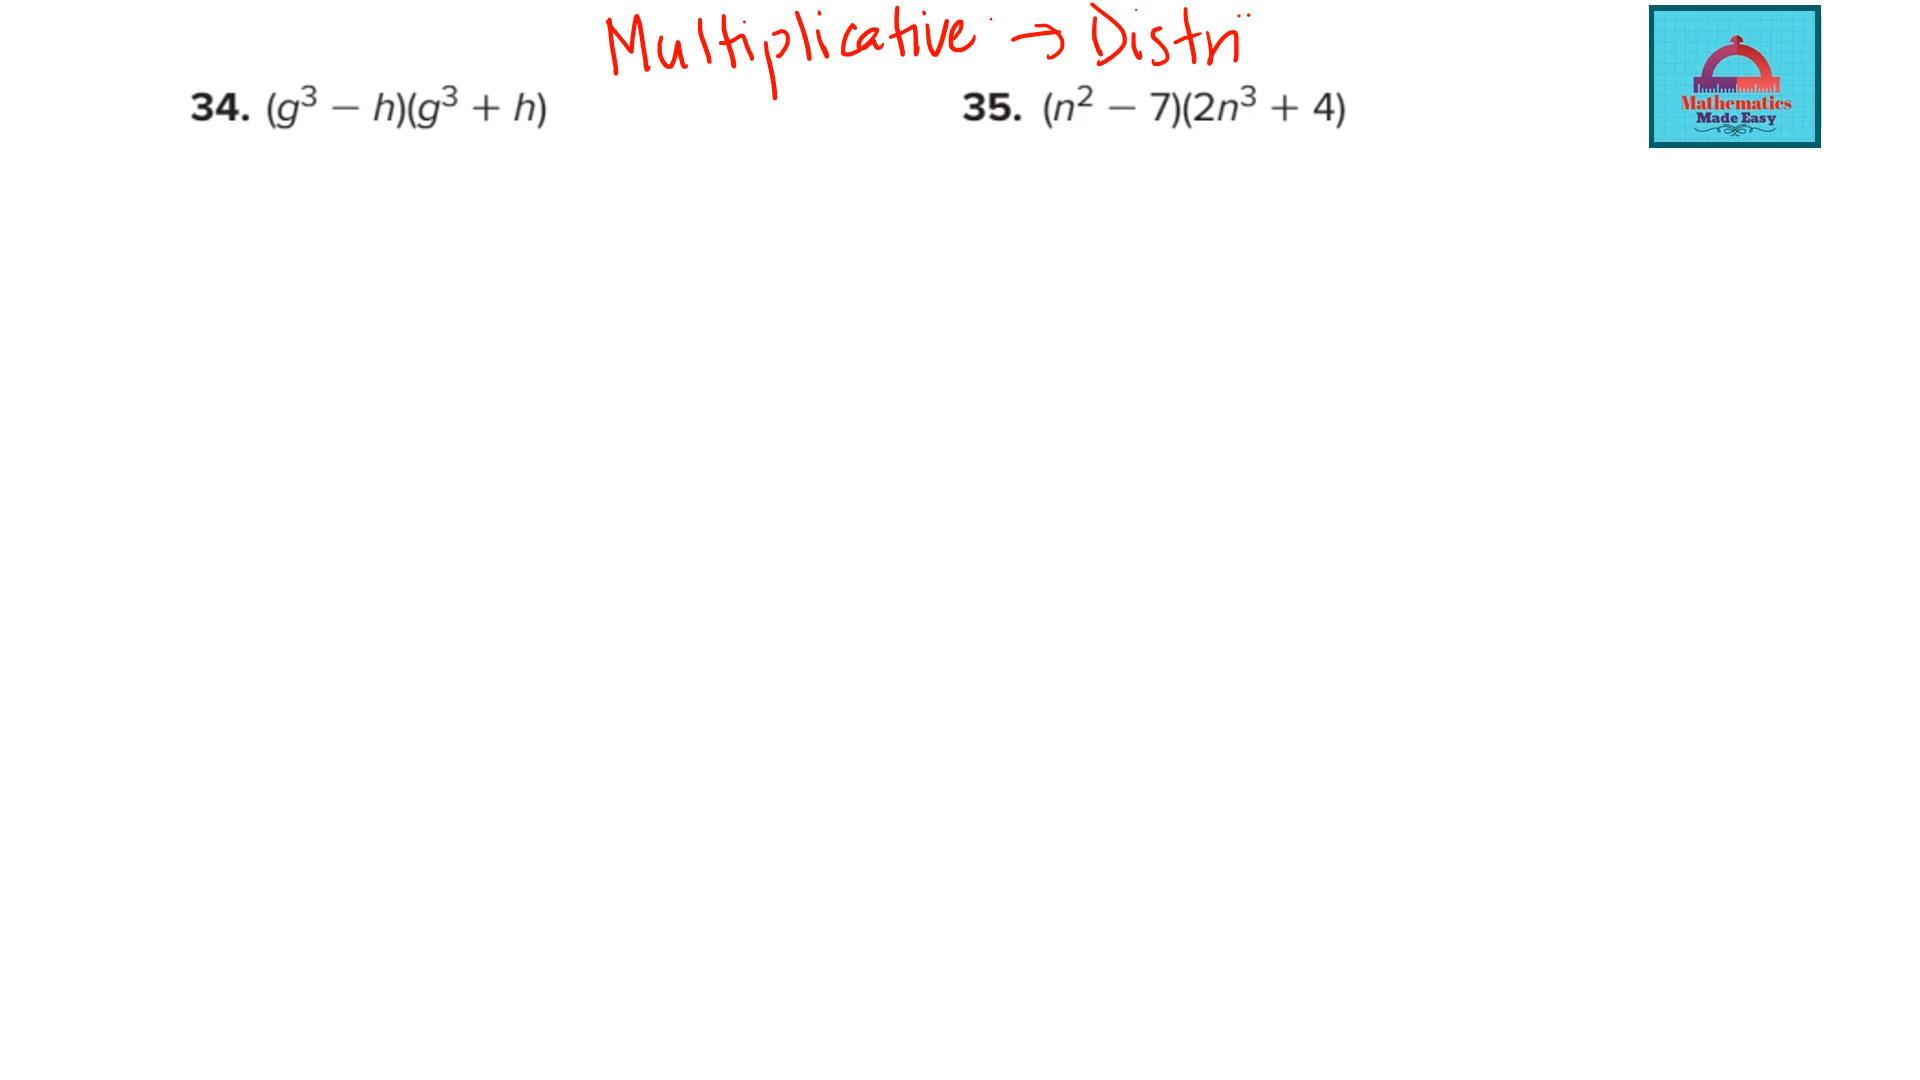 Multiplicative → Distri
34. (g³ − h)(g³ + h)
35. (n² − 7)(2n³ + 4)
Mathematics
Made Easy